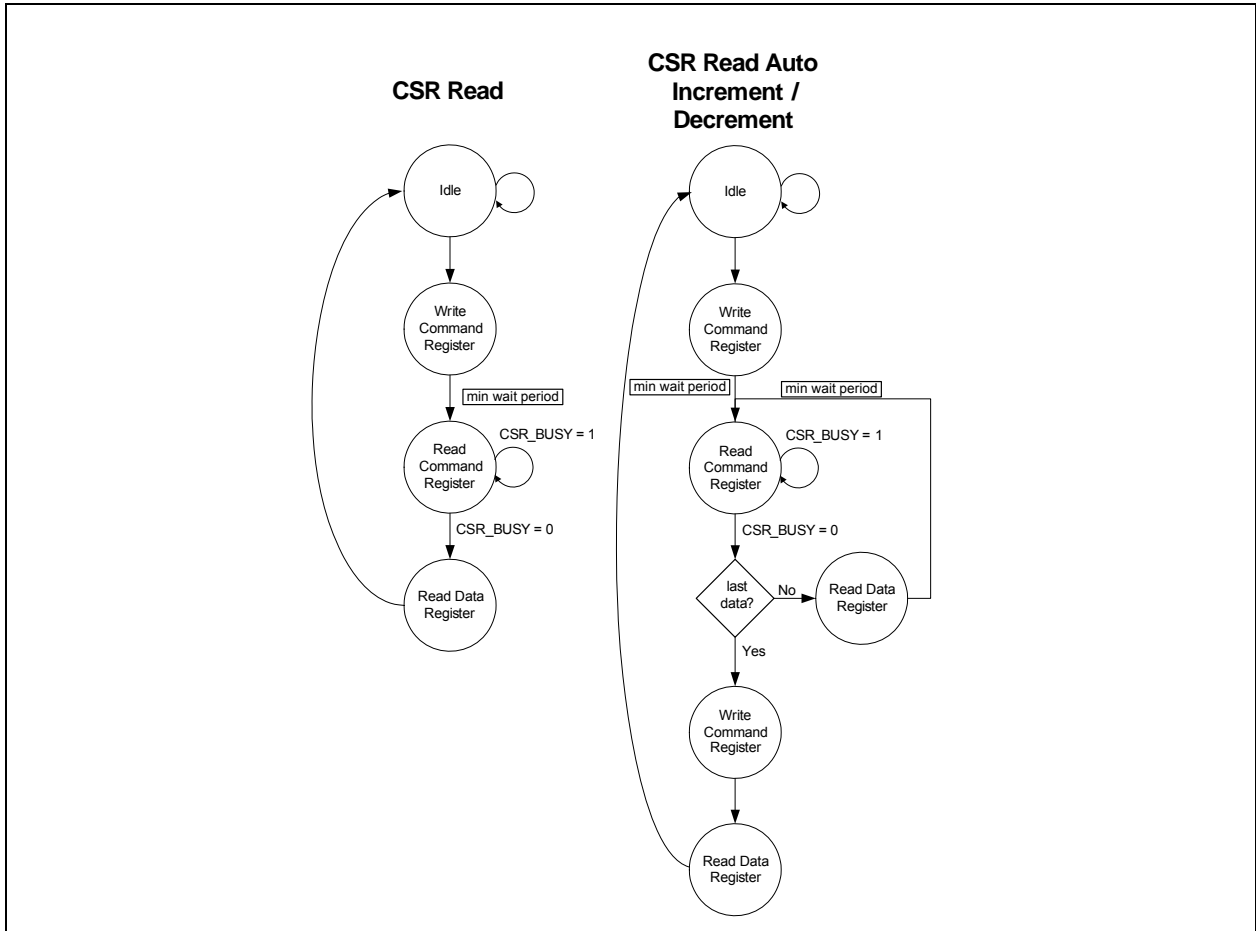 CSR Read
Idle
Write
Command
Register
min wait period
CSR_BUSY = 1
Read
Command
Register
CSR_BUSY = 0
Read Data
Register
CSR Read Auto
Increment /
Decrement
Idle
Write
Command
Register
min wait period
min wait period
CSR_BUSY = 1
Read
Command
Register
CSR_BUSY = 0
last
data?
No
Read Data
Register
Yes
Write
Command
Register
Read Data
Register